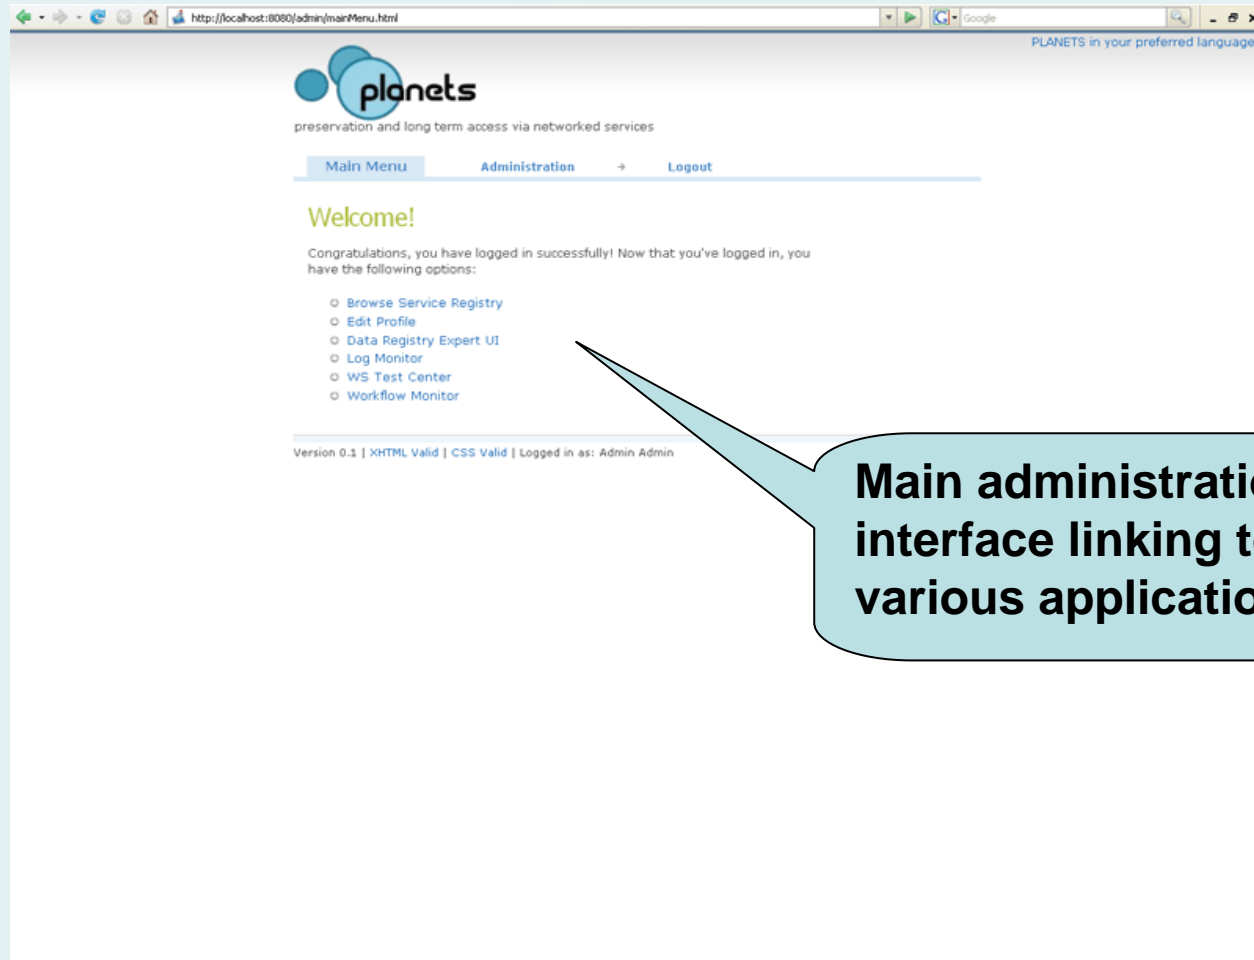 http://localhost:8080/admin/mainMenu.html
Google
PLANETS in your preferred language
planets
preservation and long term access via networked services
Main Menu Administration Logout
Welcome!
Congratulations, you have logged in successfully! Now that you've logged in, you
have the following options:
Browse Service Registry
Edit Profile
Data Registry Expert UI
Log Monitor
WS Test Center
Workflow Monitor
Version 0.1 | XHTML Valid | CSS Valid | Logged in as: Admin Admin
Main administratio
interface linking to
various applicatio